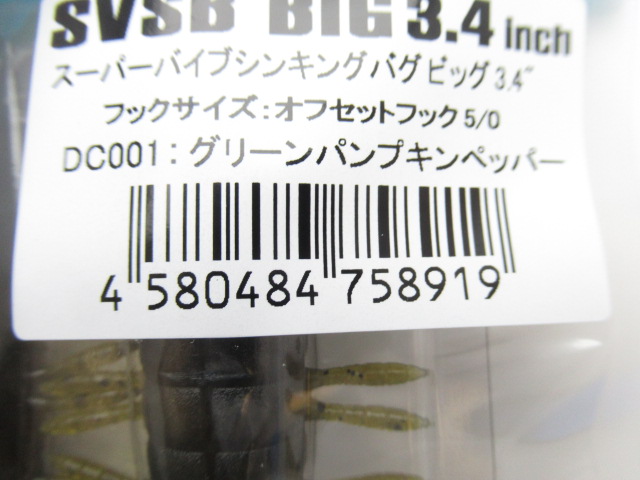 SVSB BIG 3.4 inch
スーパーバイブシンキングバグビッグ 3.4"
フックサイズ:オフセットフック 5/0
DC001:グリーンパンプキンペッパー
4 580484 758919